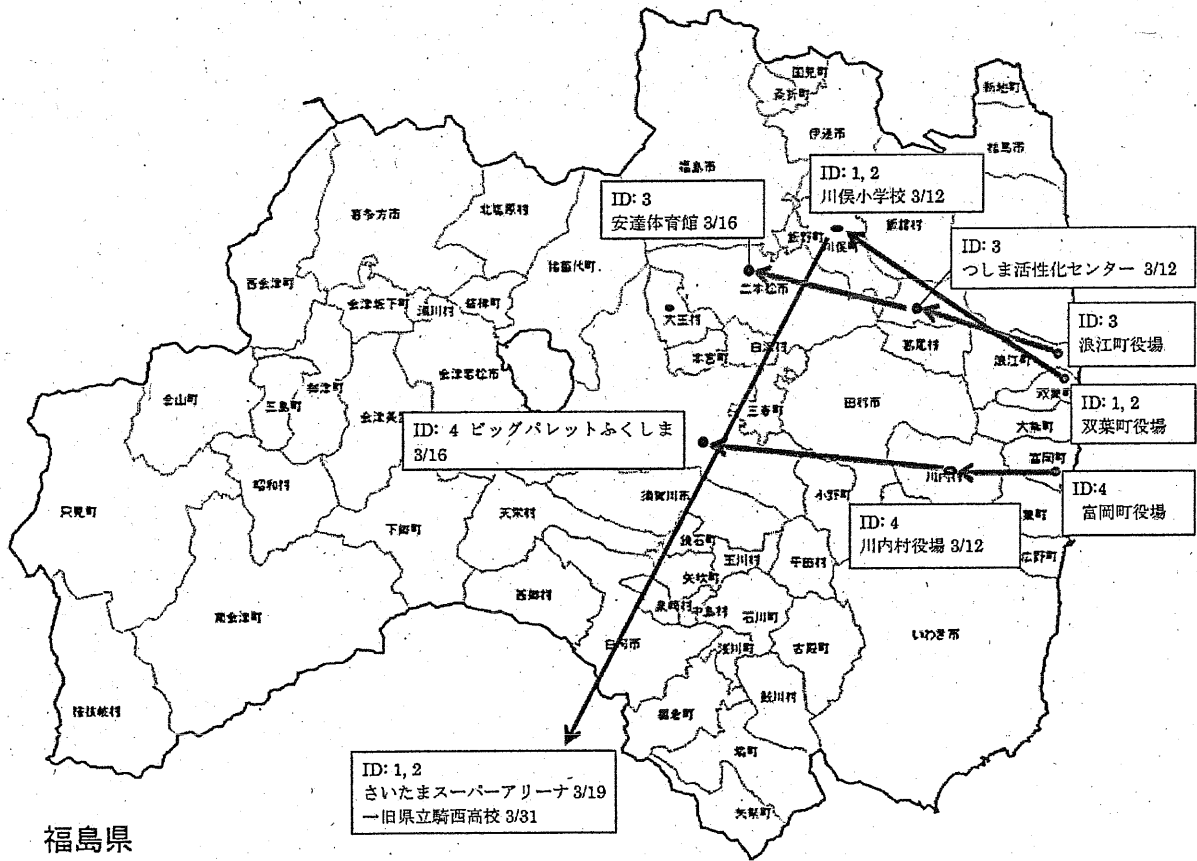 国見町
桑折町
新地町
伊達市
相馬市
福島市
ID: 1, 2
川俣小学校 3/12
ID: 3
安達体育館 3/16
喜多方市
北塩原村
飯舘村
飯野町
川俣町
ID: 3
つしま活性化センター 3/12
猪苗代町
西会津町
二本松市
会津坂下町
湯川村
磐梯町
大玉村
ID: 3
浪江町役場
本宮町
白沢村
葛尾村
浪江町
会津若松市
双葉町
ID: 1, 2
双葉町役場
金山町
三島町
柳津町
会津美里
三春町
田村市
大熊町
ID: 4 ビッグパレットふくしま
3/16
富岡町
川内村
昭和村
須賀川市
小野町
ID:4
富岡町役場
只見町
天栄村
下郷町
ID: 4
川内村役場 3/12
葉町
鏡石町
玉川村
平田村
広野町
矢吹町
西郷村
泉崎村
中島村
石川町
南会津町
いわき市
白河市
浅川町
古殿町
鮫川村
檜枝岐村
棚倉町
塙町
ID: 1, 2
さいたまスーパーアリーナ 3/19
ー旧県立騎西高校 3/31
矢祭町
福島県